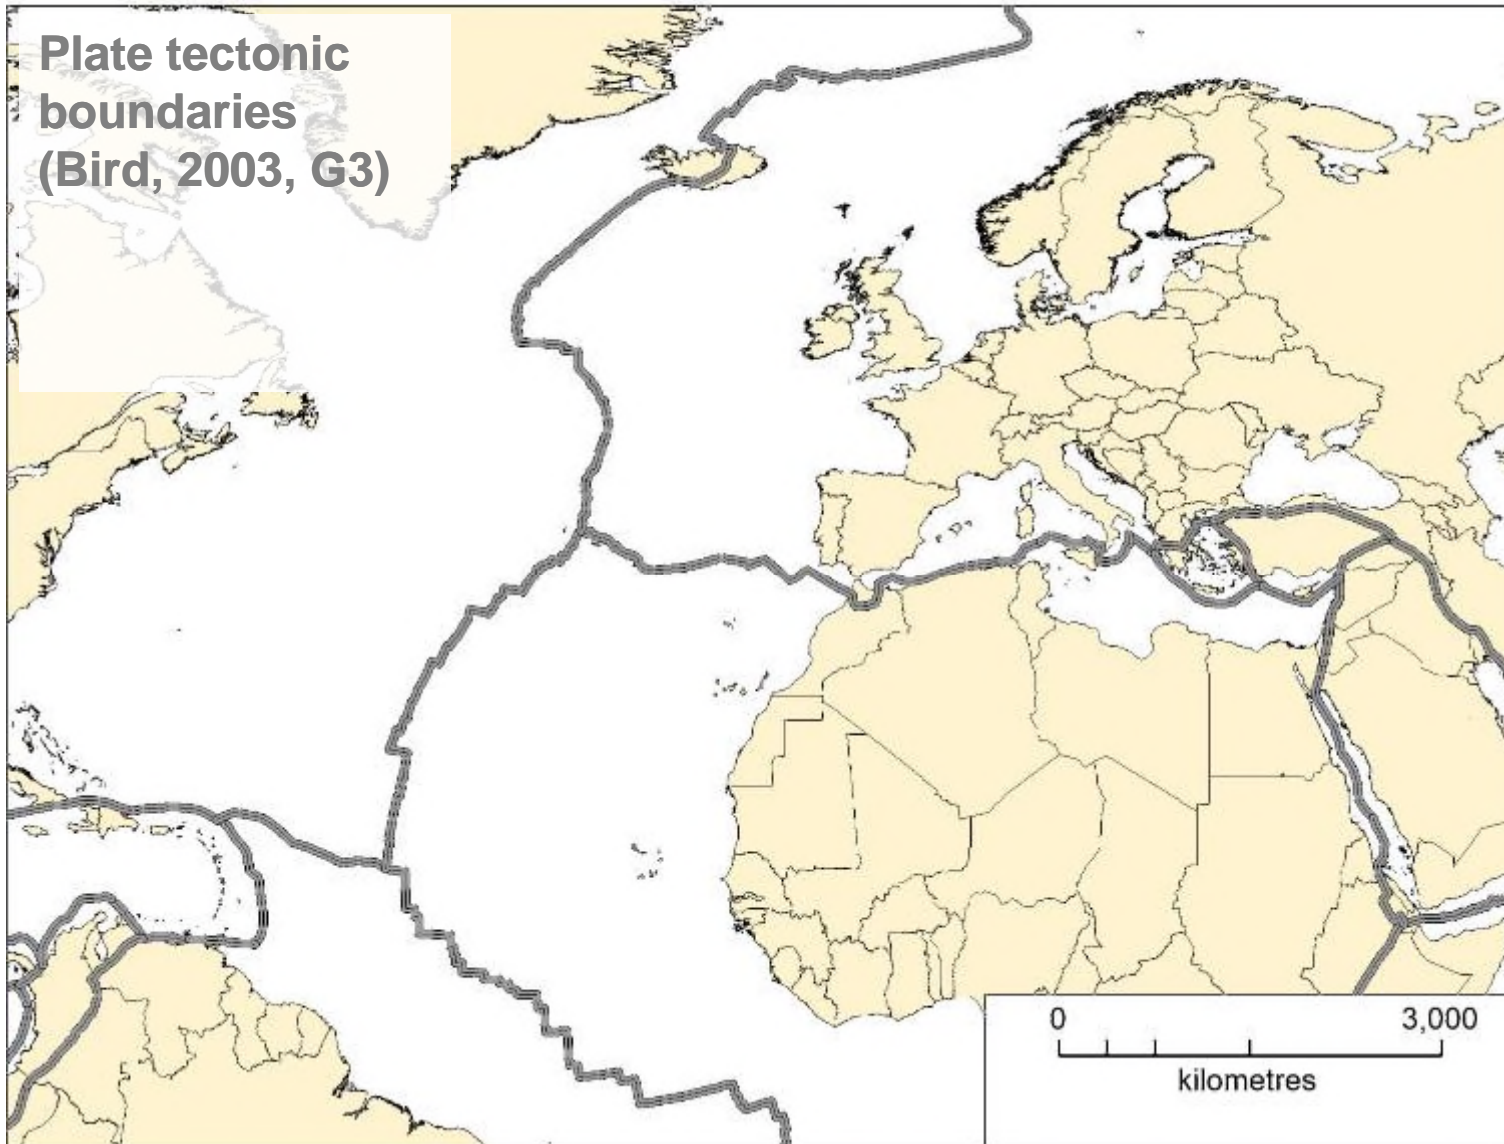 Plate tectonic
boundaries
(Bird, 2003, G3)
0 3,000
kilometres